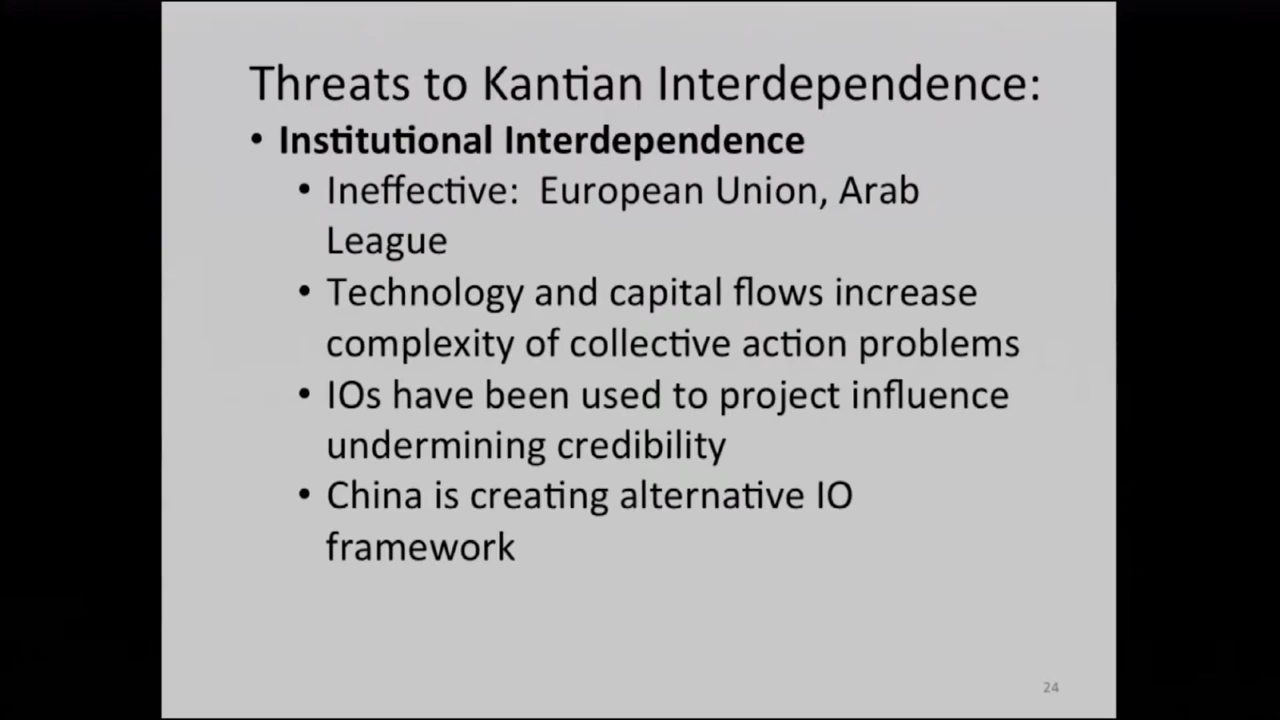 Threats to Kantian Interdependence:
• Institutional Interdependence
• Ineffective:  European Union, Arab
League
• Technology and capital flows increase
complexity of collective action problems
• IOs have been used to project influence
undermining credibility
• China is creating alternative IO
framework
24